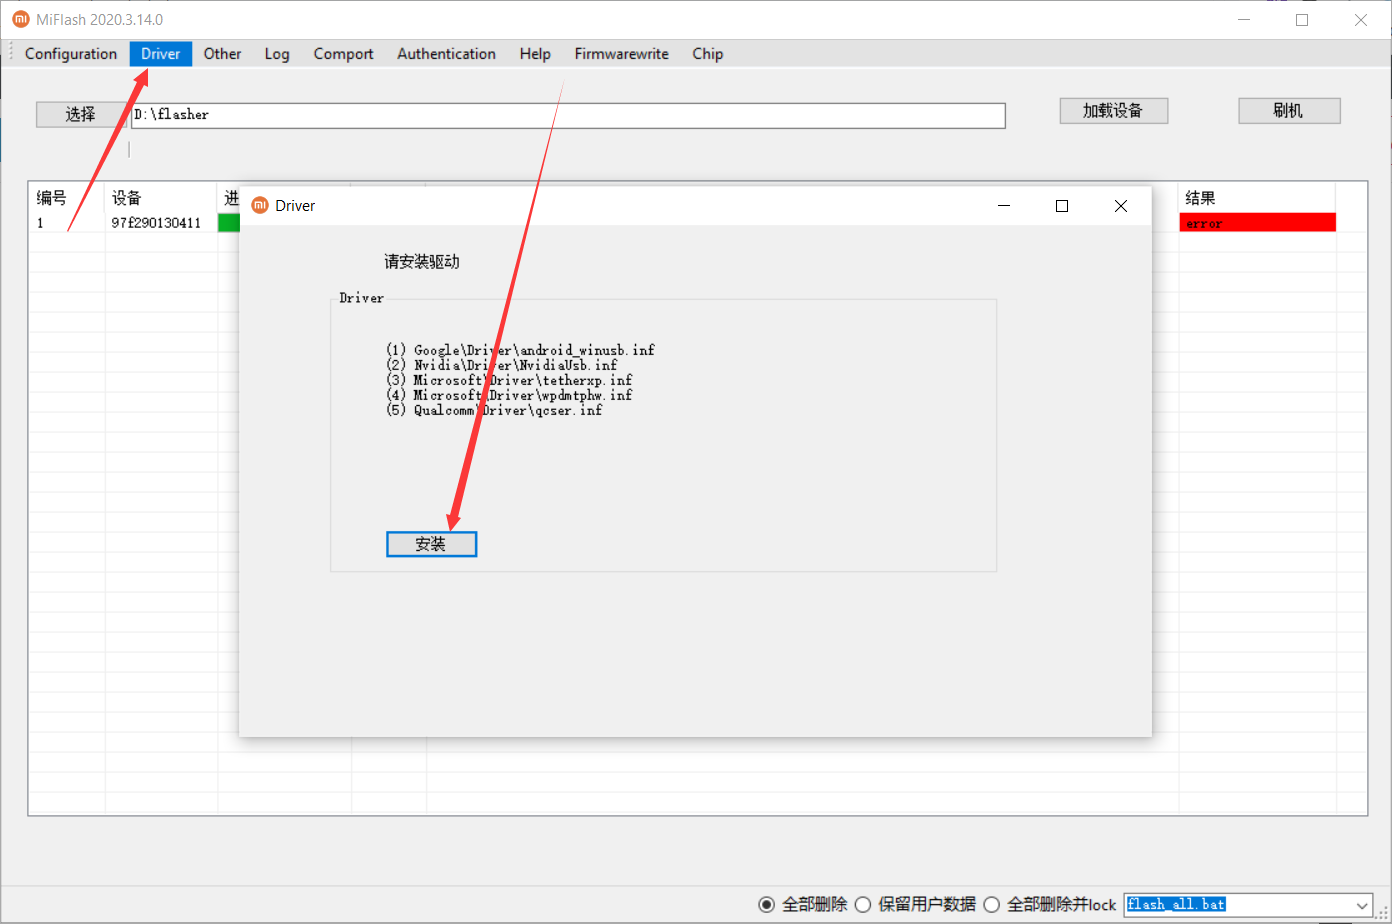 MiFlash 2020.3.14.0
Configuration Driver Other Log Comport Authentication Help Firmwarewrite Chip
选择 D:\flasher 加载设备 刷机
编号 设备 进 结果
1 97f290130411 error
Driver
请安装驱动
Driver
(1) Google\Driver\android_winusb.inf
(2) Nvidia\Driver\NvidiaUsb.inf
(3) Microsoft\Driver\tetherxp.inf
(4) Microsoft\Driver\wpdmtphw.inf
(5) Qualcomm\Driver\qcser.inf
安装
全部删除 保留用户数据 全部删除并lock flash_all.bat